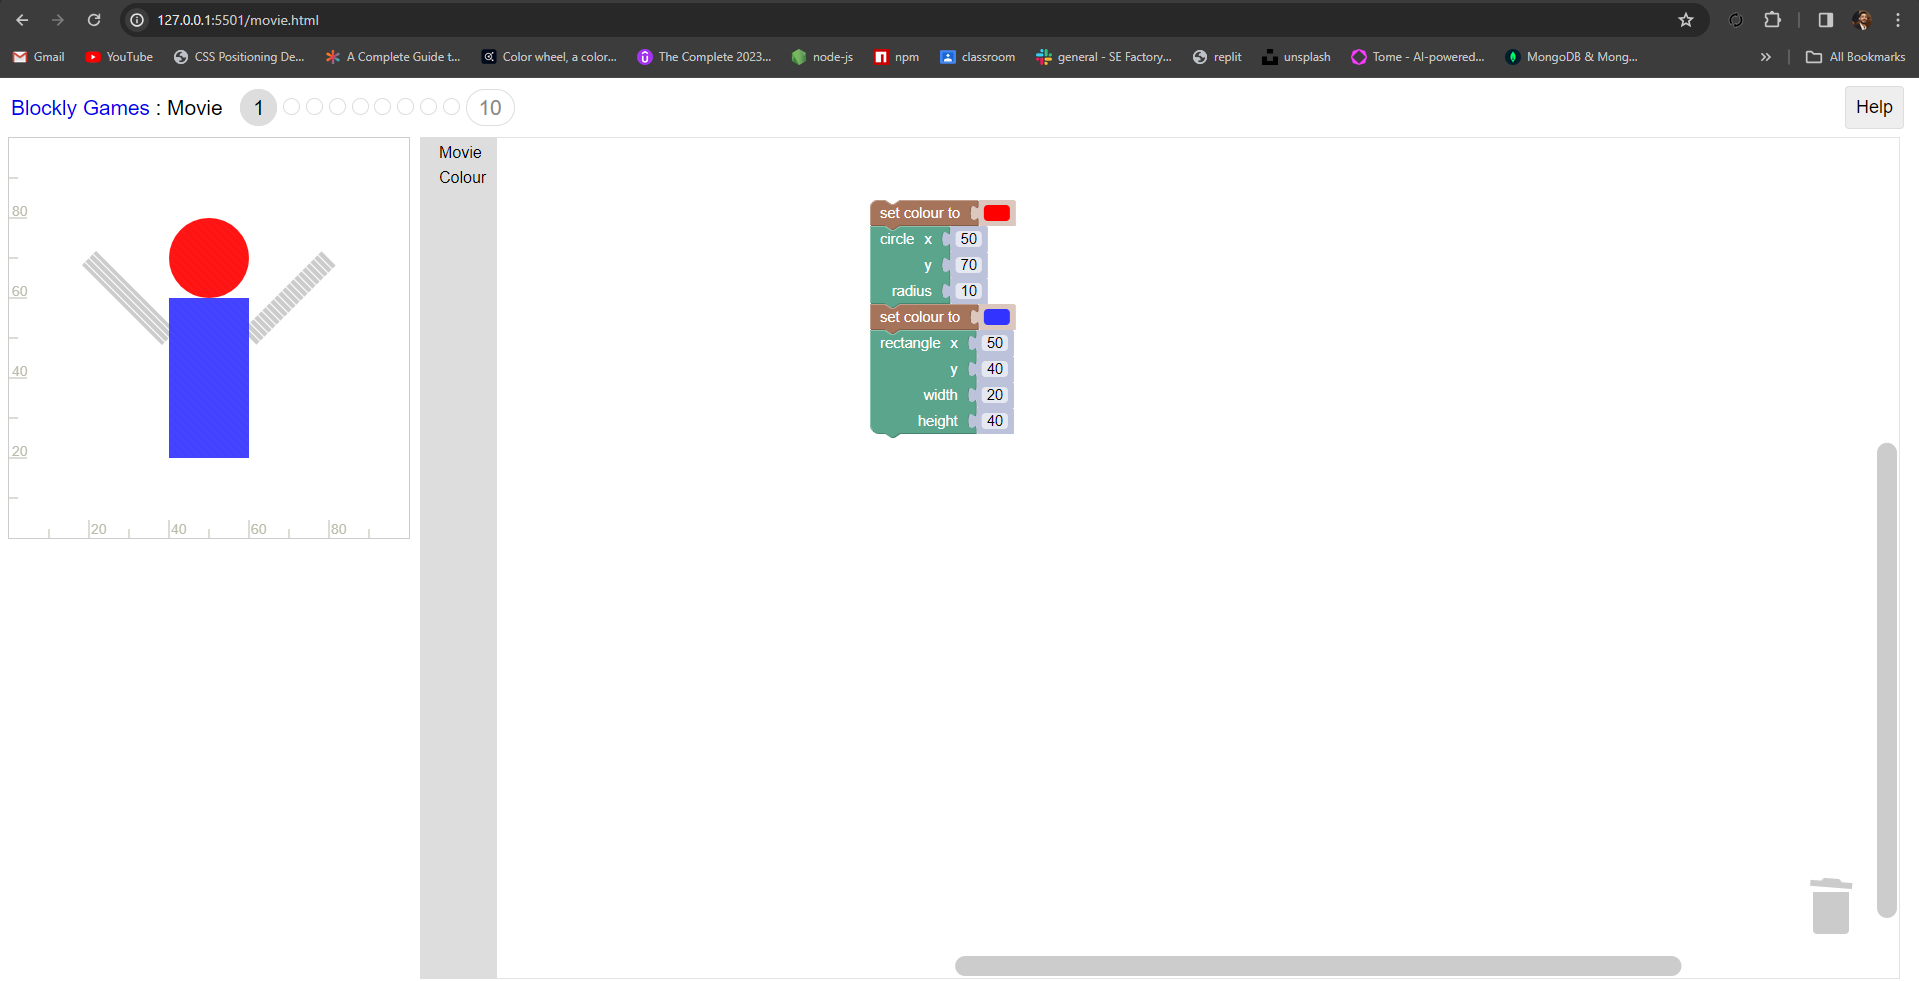 127.0.0.1:5501/movie.html
Gmail YouTube CSS Positioning De... A Complete Guide t... Color wheel, a color... The Complete 2023... node-js npm classroom general - SE Factory... replit unsplash Tome - AI-powered... MongoDB & Mong... » All Bookmarks
Blockly Games : Movie 1 10 Help
Movie
Colour
80
60
40
20
20 40 60 80
set colour to
circle x 50
y 70
radius 10
set colour to
rectangle x 50
y 40
width 20
height 40